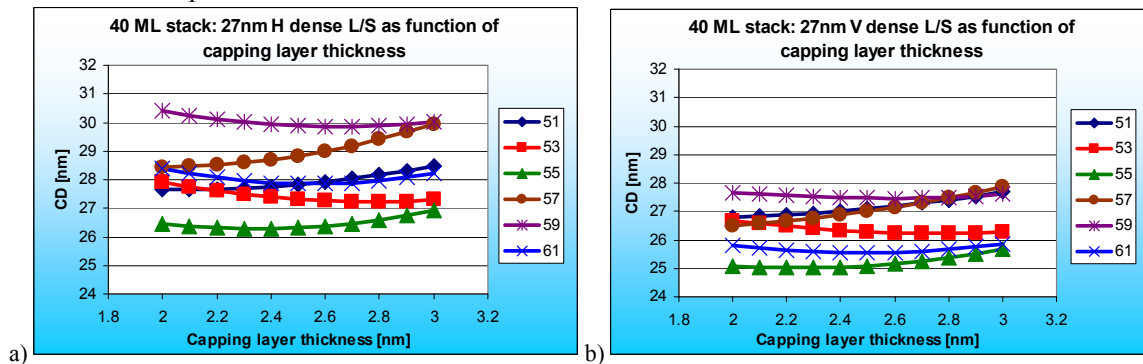 40 ML stack: 27nm H dense L/S as function of
capping layer thickness
32
31
30
29
28
27
26
25
24
CD [nm]
1.8 2 2.2 2.4 2.6 2.8 3 3.2
Capping layer thickness [nm]
51
53
55
57
59
61
a)
40 ML stack: 27nm V dense L/S as function of
capping layer thickness
32
31
30
29
28
27
26
25
24
CD [nm]
1.8 2 2.2 2.4 2.6 2.8 3 3.2
Capping layer thickness [nm]
51
53
55
57
59
61
b)